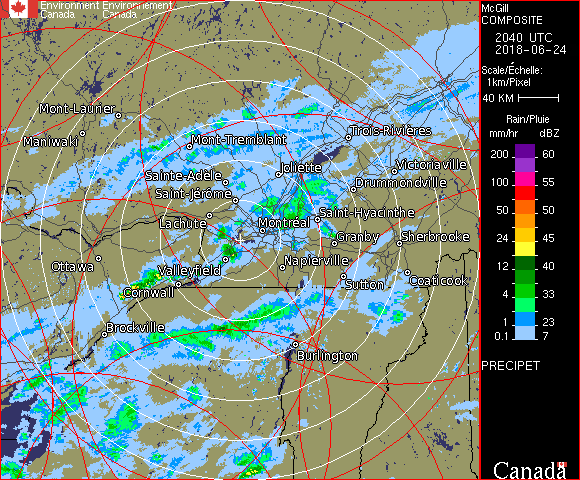 Environment Environnement
Canada Canada
McGill
COMPOSITE
2040 UTC
2018-06-24
Scale/Échelle:
1km/Pixel
40 KM
Rain/Pluie
mm/hr dBZ
200 60
100 55
50 50
24 45
12 40
8 36
4 33
1 23
0.1 7
PRECIPET
Canada
Mont-Laurier
Maniwaki
Mont-Tremblant
Trois-Rivières
Sainte-Adèle
Joliette
Victoriaville
Saint-Jérôme
Drummondville
Lachute
Montréal
Saint-Hyacinthe
Granby
Sherbrooke
Ottawa
Valleyfield
Napierville
Cornwall
Sutton
Coaticook
Brockville
Burlington